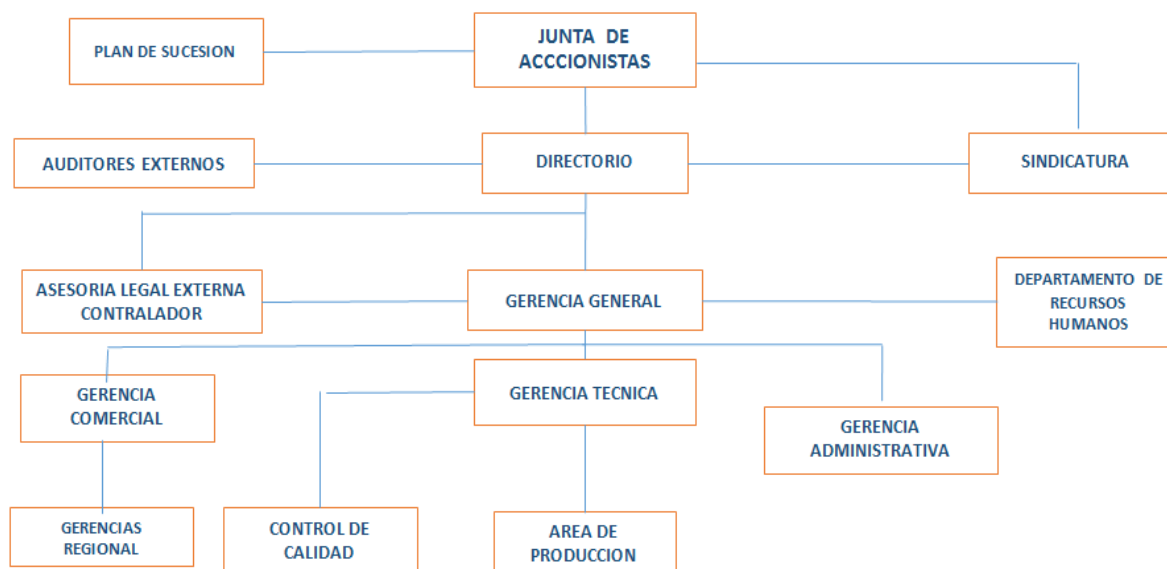 JUNTA DE
ACCCIONISTAS
PLAN DE SUCESION
AUDITORES EXTERNOS
DIRECTORIO
SINDICATURA
ASESORIA LEGAL EXTERNA
CONTRALADOR
GERENCIA GENERAL
DEPARTAMENTO DE
RECURSOS
HUMANOS
GERENCIA
COMERCIAL
GERENCIA TECNICA
GERENCIA
ADMINISTRATIVA
GERENCIAS
REGIONAL
CONTROL DE
CALIDAD
AREA DE
PRODUCCION